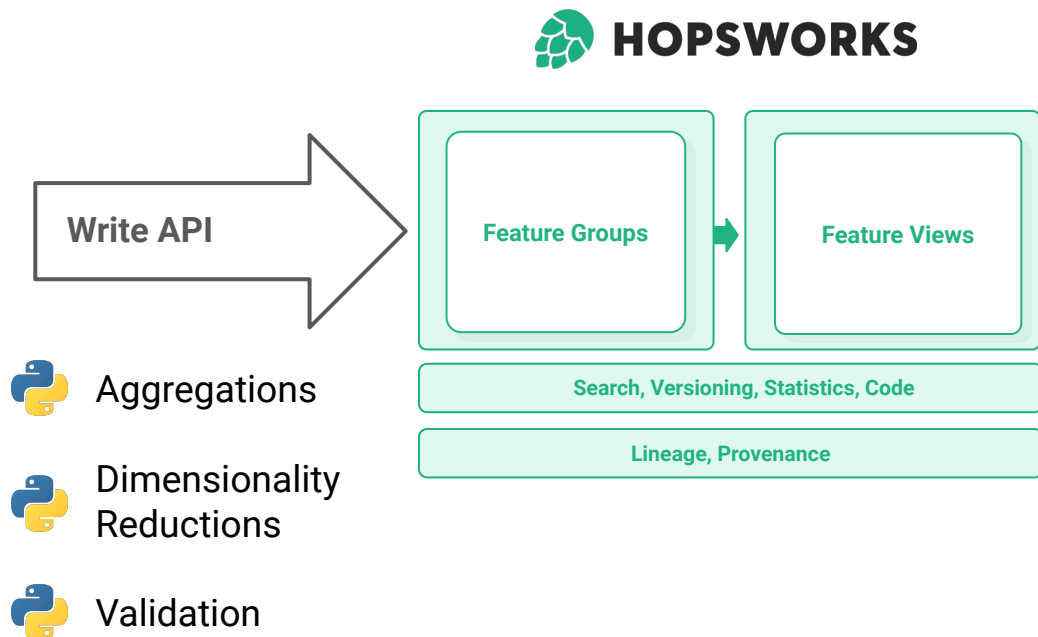 HOPSWORKS
Write API
Feature Groups
Feature Views
Search, Versioning, Statistics, Code
Lineage, Provenance
Aggregations
Dimensionality
Reductions
Validation